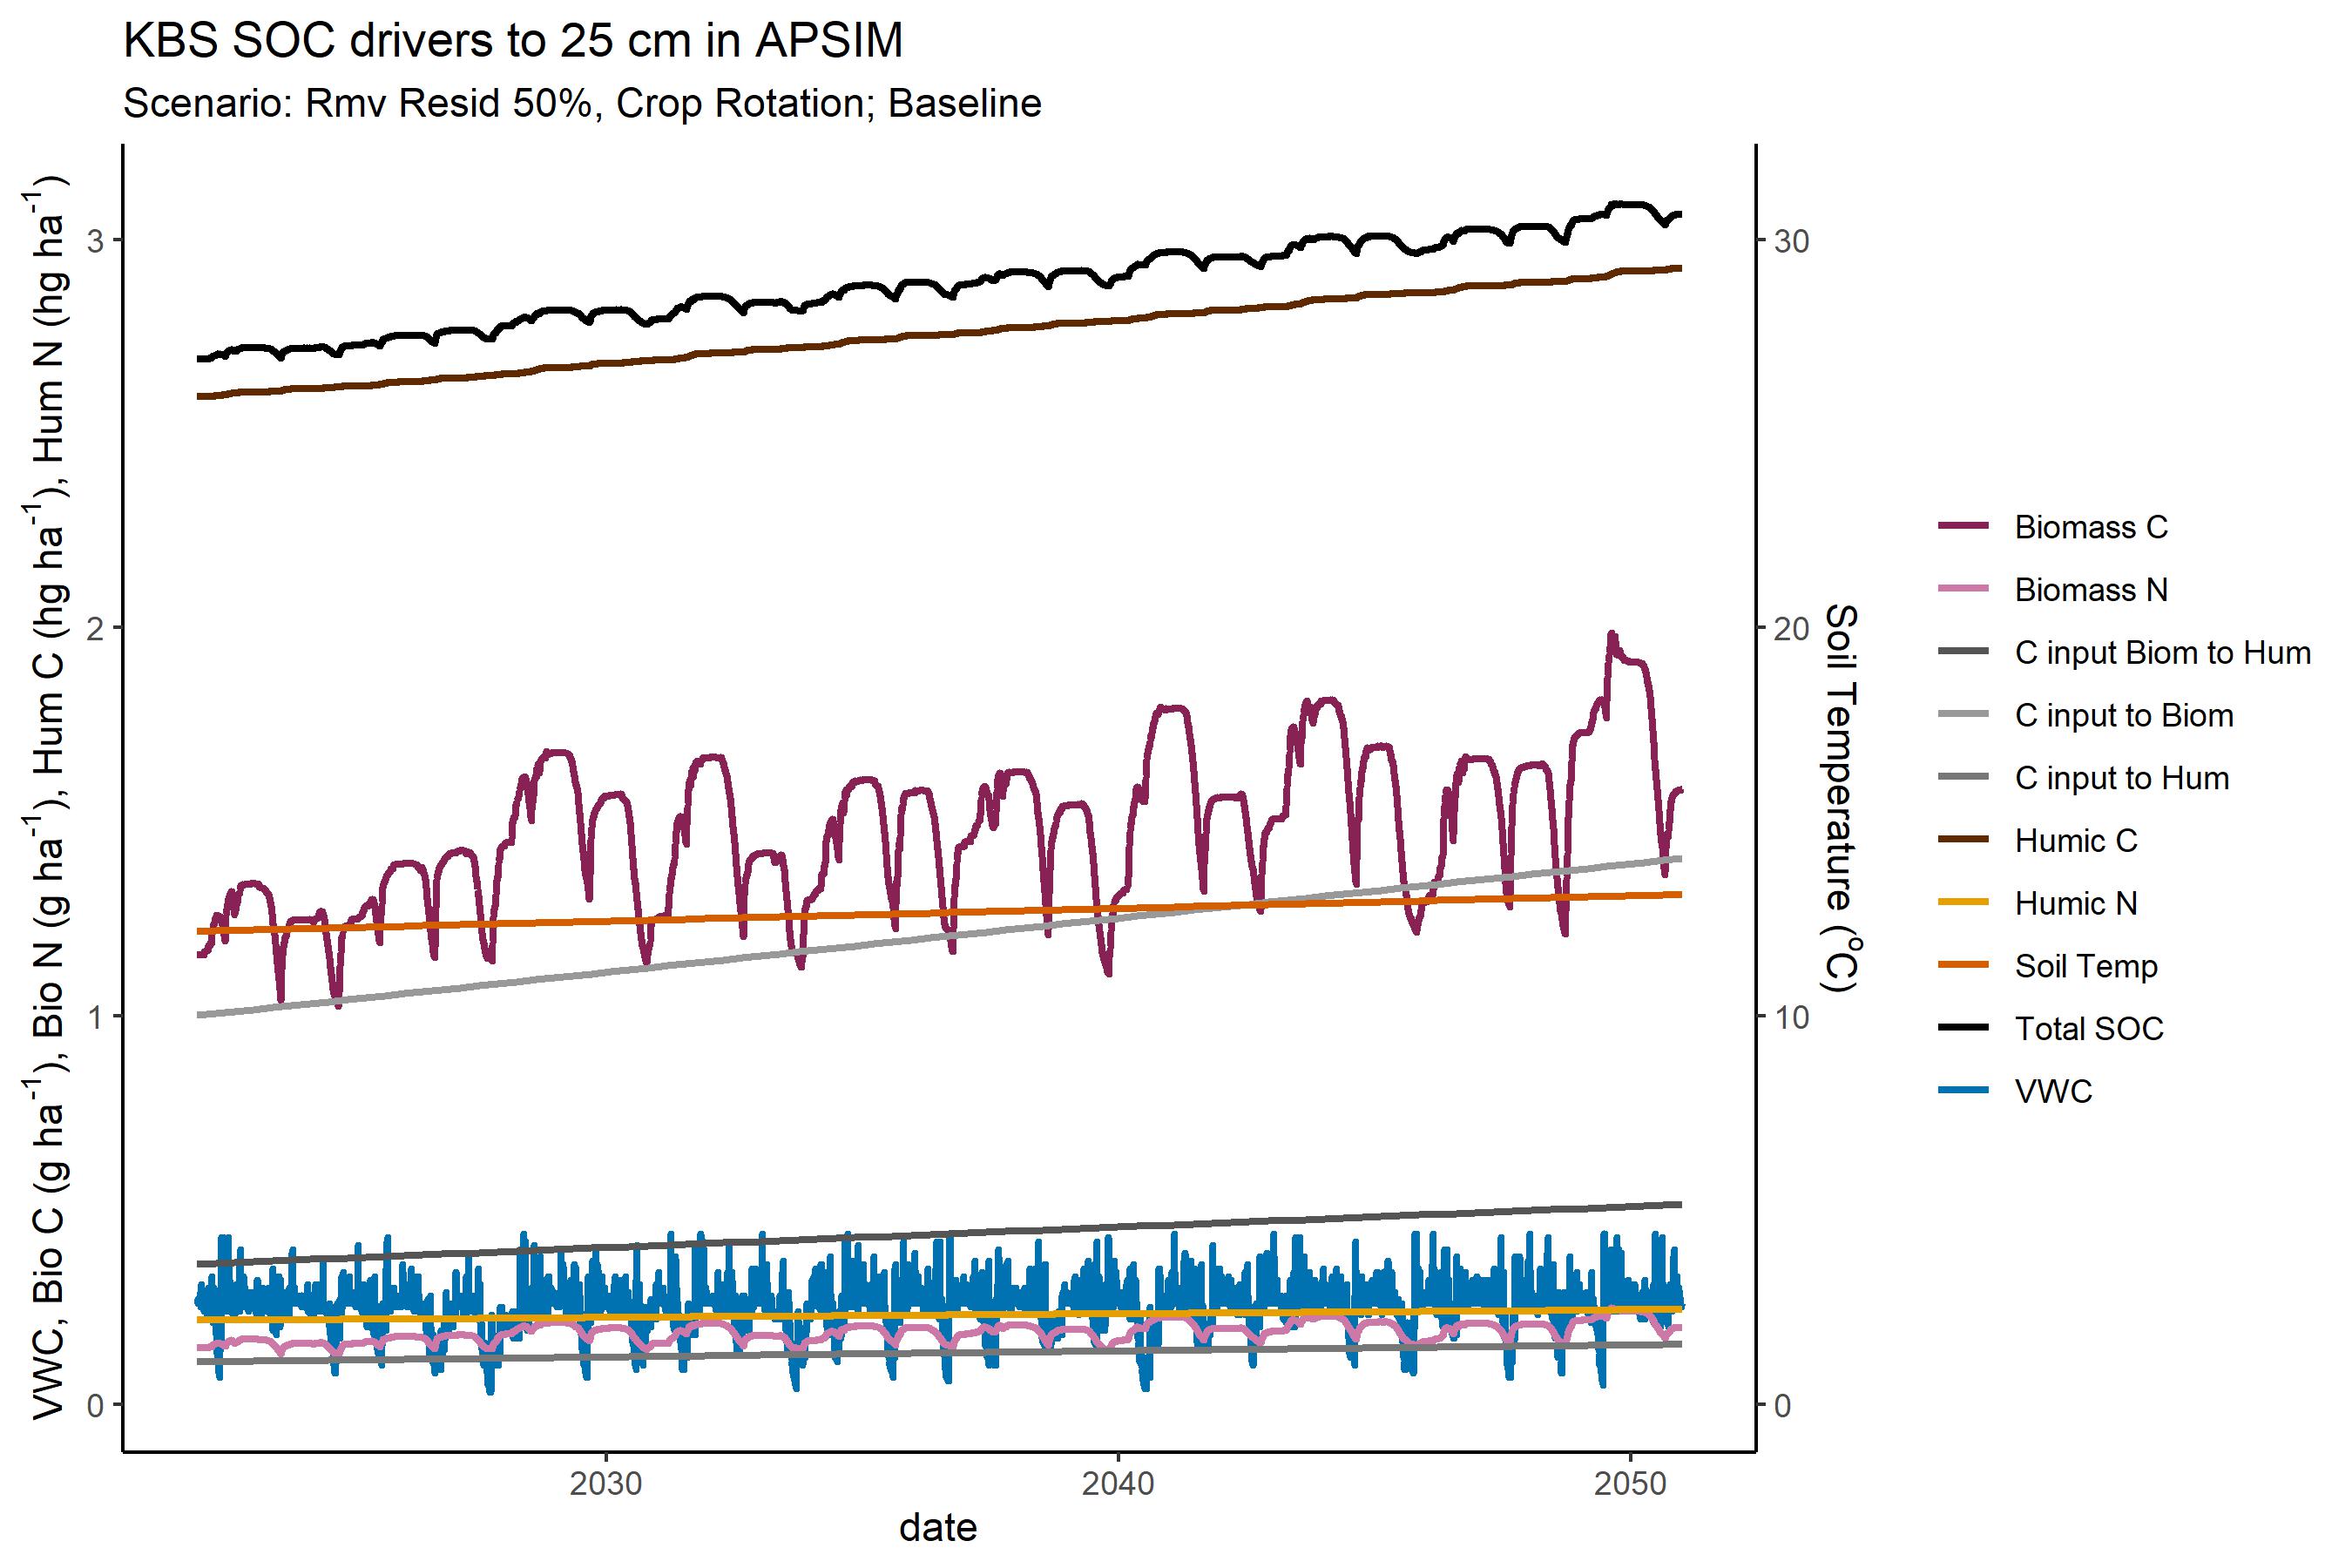 KBS SOC drivers to 25 cm in APSIM
Scenario: Rmv Resid 50%, Crop Rotation; Baseline
VWC, Bio C (g ha⁻¹), Bio N (g ha⁻¹), Hum C (hg ha⁻¹), Hum N (hg ha⁻¹)
3
2
1
0
30
20
10
0
Soil Temperature (°C)
2030
2040
2050
date
Biomass C
Biomass N
C input Biom to Hum
C input to Biom
C input to Hum
Humic C
Humic N
Soil Temp
Total SOC
VWC